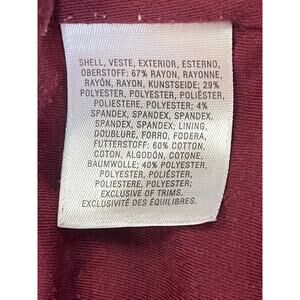 SHELL, VESTE, EXTERIOR, ESTERNO,
OBERSTOFF: 67% RAYON, RAYONNE,
RAYÓN, RAYON, KUNSTSEIDE; 29%
POLYESTER, POLYESTER, POLIÉSTER,
POLIESTERE, POLYESTER; 4%
SPANDEX, SPANDEX, SPANDEX,
SPANDEX, SPANDEX; LINING,
DOUBLURE, FORRO, FODERA,
FUTTERSTOFF: 60% COTTON,
COTON, ALGODÓN, COTONE,
BAUMWOLLE; 40% POLYESTER,
POLYESTER, POLIÉSTER,
POLIESTERE, POLYESTER;
EXCLUSIVE OF TRIMS,
EXCLUSIVITÉ DES ÉQUILIBRES.